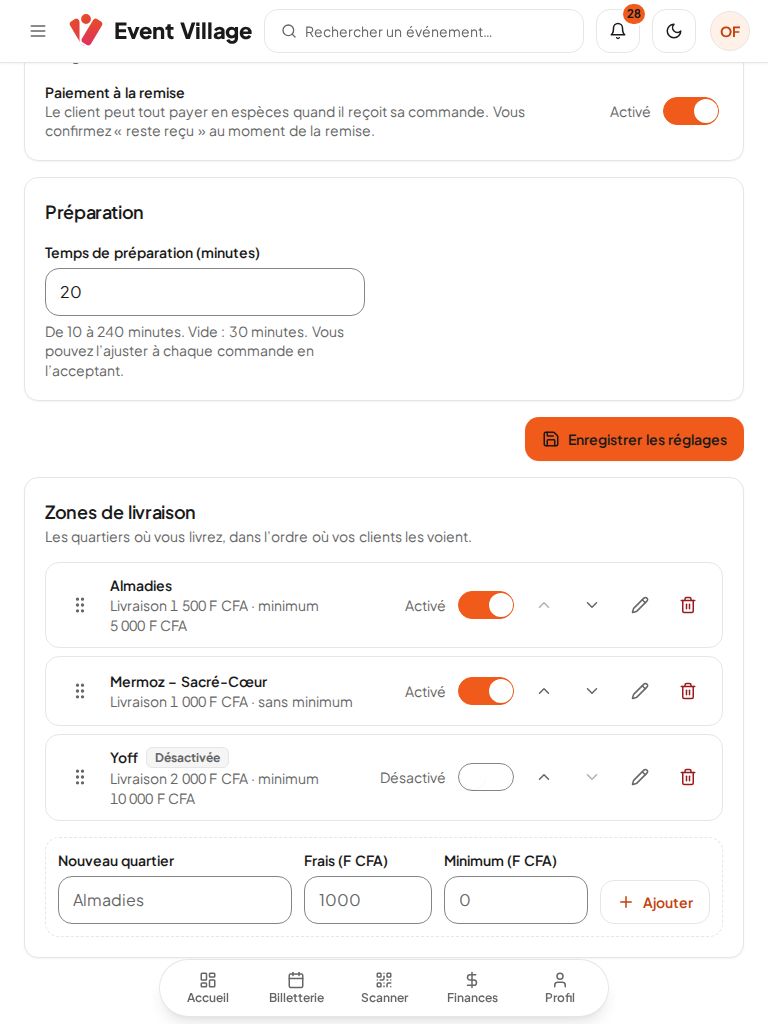 Event Village
Rechercher un événement...
28
OF
Paiement à la remise
Le client peut tout payer en espèces quand il reçoit sa commande. Vous
confirmez « reste reçu » au moment de la remise.
Activé
Préparation
Temps de préparation (minutes)
20
De 10 à 240 minutes. Vide : 30 minutes. Vous
pouvez l'ajuster à chaque commande en
l'acceptant.
Enregistrer les réglages
Zones de livraison
Les quartiers où vous livrez, dans l'ordre où vos clients les voient.
Almadies
Livraison 1 500 F CFA · minimum
5 000 F CFA
Activé
Mermoz – Sacré-Cœur
Livraison 1 000 F CFA · sans minimum
Activé
Yoff
Désactivée
Livraison 2 000 F CFA · minimum
10 000 F CFA
Désactivé
Nouveau quartier
Frais (F CFA)
Minimum (F CFA)
Almadies
1000
0
Ajouter
Accueil
Billetterie
Scanner
Finances
Profil